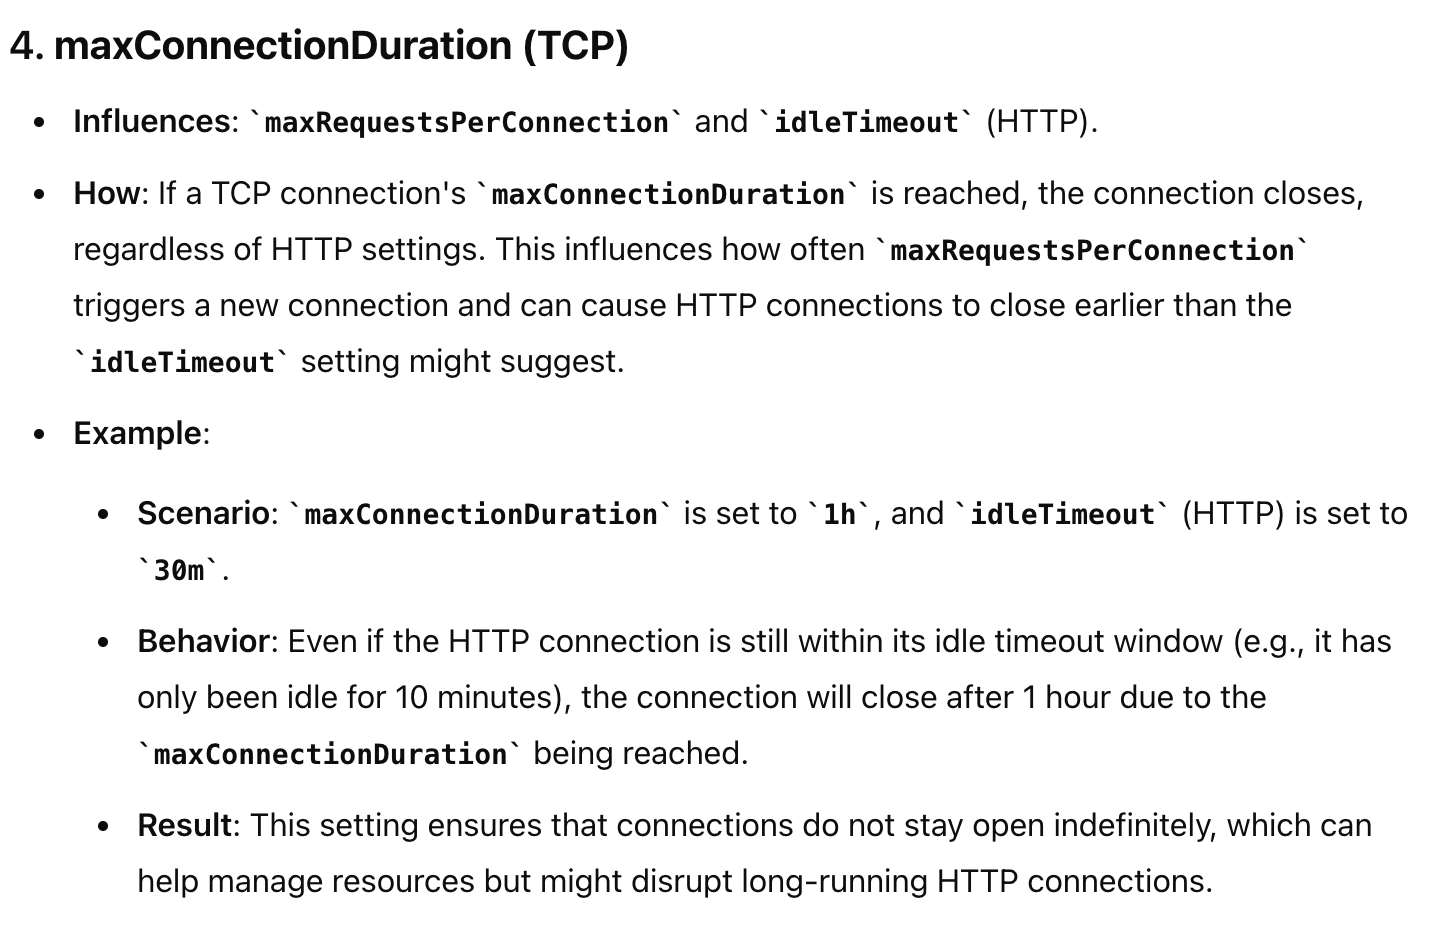 4. maxConnectionDuration (TCP)
• Influences: `maxRequestsPerConnection` and `idleTimeout` (HTTP).
• How: If a TCP connection's `maxConnectionDuration` is reached, the connection closes,
regardless of HTTP settings. This influences how often `maxRequestsPerConnection`
triggers a new connection and can cause HTTP connections to close earlier than the
`idleTimeout` setting might suggest.
• Example:
• Scenario: `maxConnectionDuration` is set to `1h`, and `idleTimeout` (HTTP) is set to
`30m`.
• Behavior: Even if the HTTP connection is still within its idle timeout window (e.g., it has
only been idle for 10 minutes), the connection will close after 1 hour due to the
`maxConnectionDuration` being reached.
• Result: This setting ensures that connections do not stay open indefinitely, which can
help manage resources but might disrupt long-running HTTP connections.